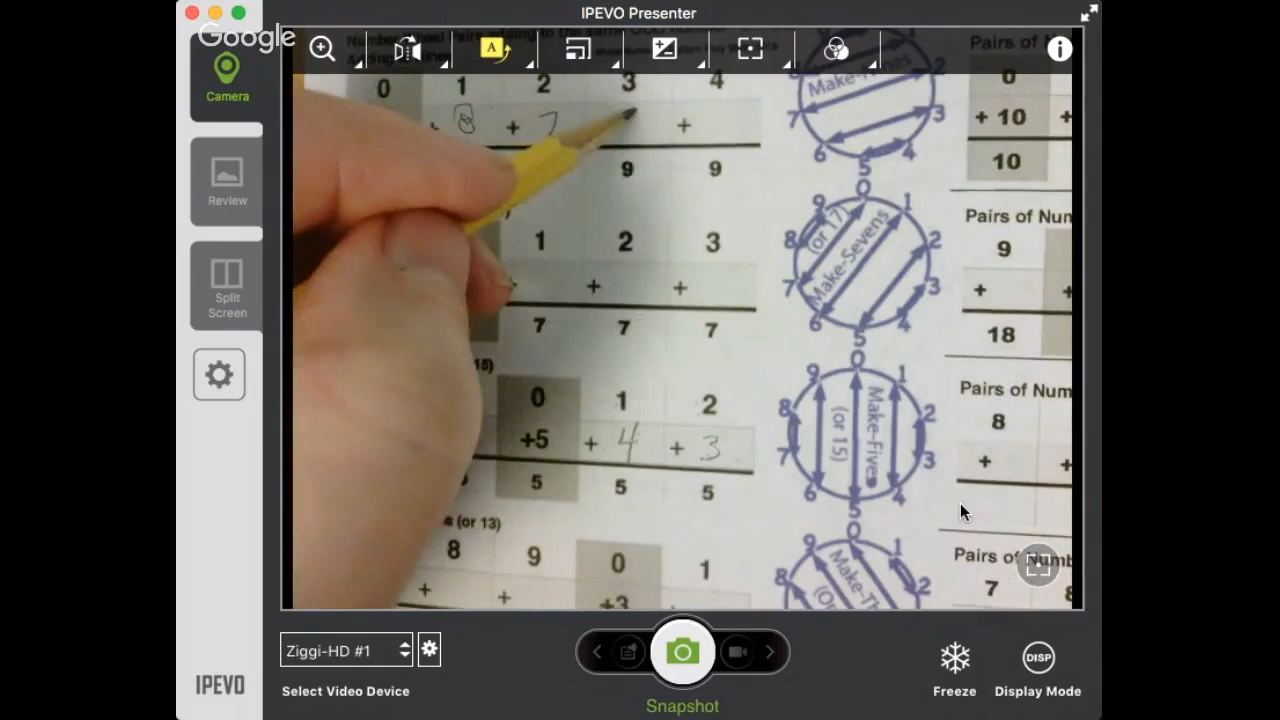 IPEVO Presenter
Google
Camera
Review
Split
Screen
IPEVO
0 1 2 3 4
8 + 7 +
9 9
1 2 3
+ +
7 7 7
15)
0 1 2
+5 + 4 + 3
5 5 5
s (or 13)
8 9 0 1
+ + +3
Make-Nines
2
7 3
6 4
5
0
9 1
8 2
7 3
6 4
5
(or 17)
Make-Sevens
0
9 1
8 2
7 3
6 4
5
Make-Fives
(or 15)
0
9 1
8 2
Pairs of
0
+ 10 +
10
Pairs of Num
9
+ +
18
Pairs of Num
8
+ +
Pairs of Numb
7 8
Ziggi-HD #1
Select Video Device
Snapshot
Freeze
DISP
Display Mode